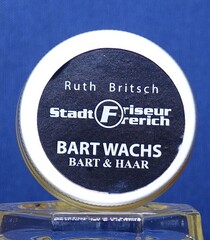 Ruth Britsch
Stadt Friseur
Frerich
BART WACHS
BART & HAAR